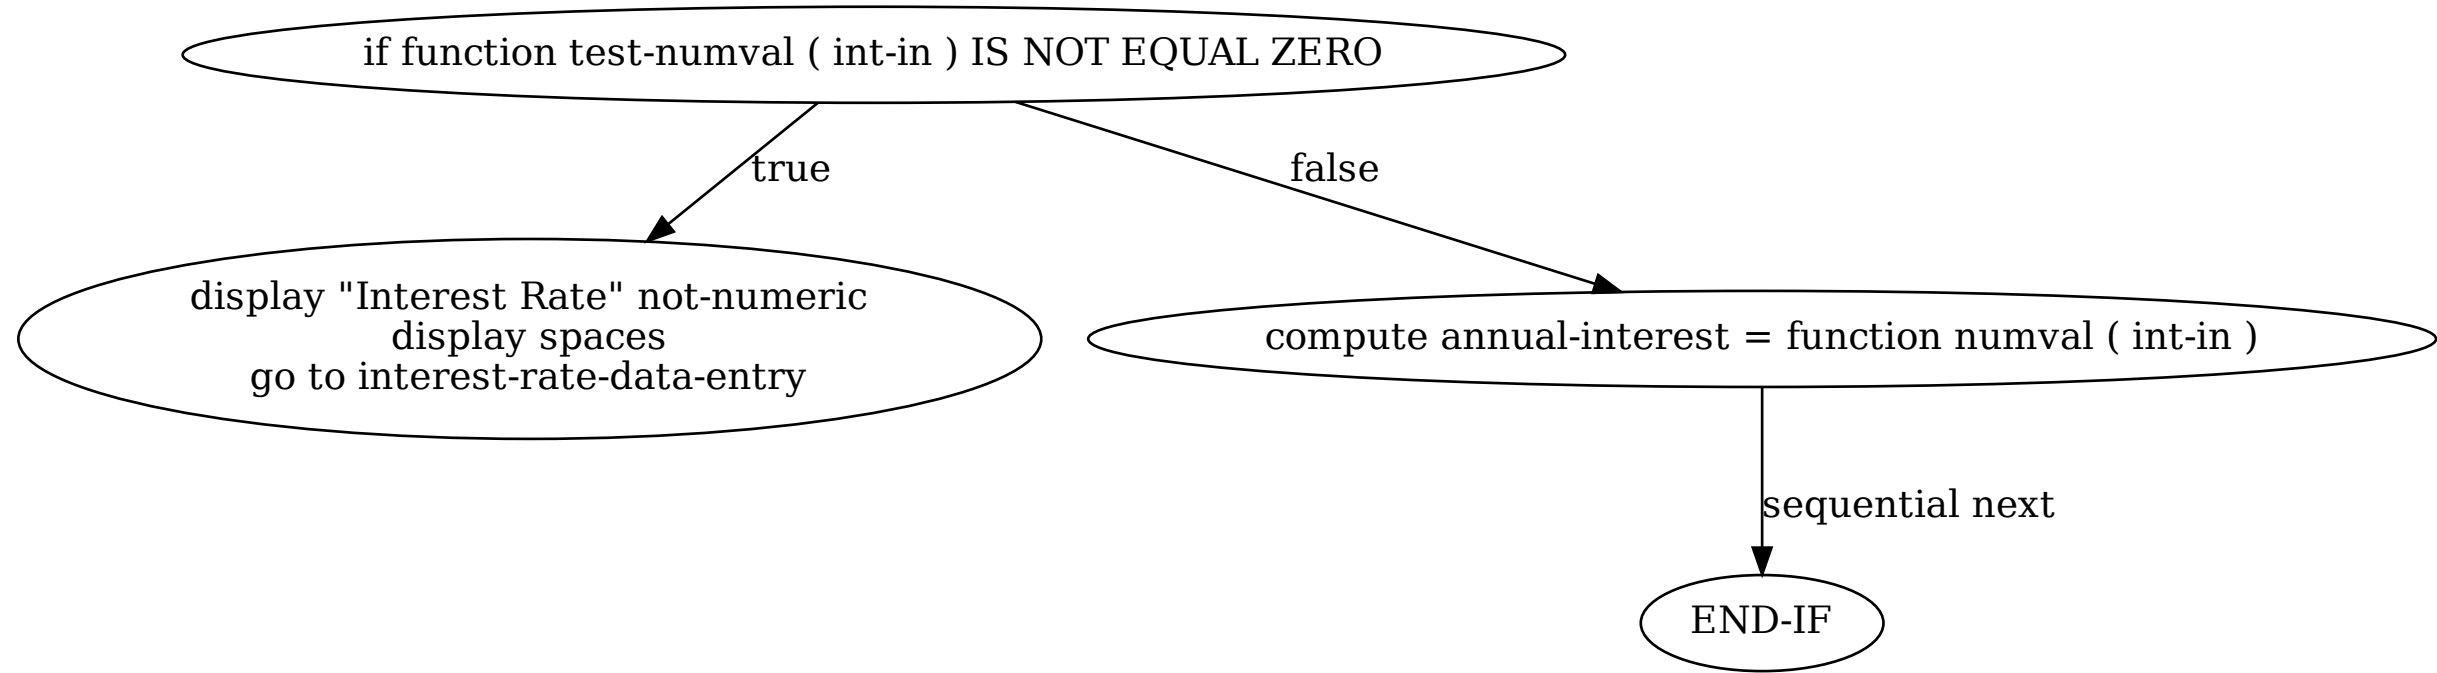 if function test-numval ( int-in ) IS NOT EQUAL ZERO
true
false
display "Interest Rate" not-numeric
display spaces
go to interest-rate-data-entry
compute annual-interest = function numval ( int-in )
sequential next
END-IF